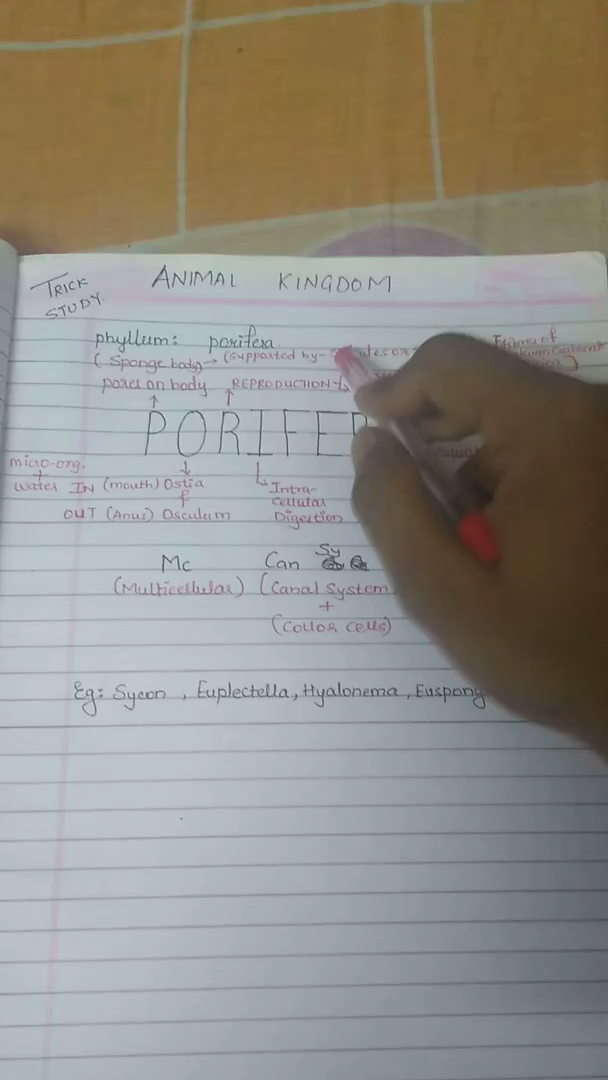 TRICK STUDY.
ANIMAL KINGDOM
phyllum: porifera
(Sponge body → (supported by-
pores on body REPRODUCTION
PORIFE
micro-org.
+
water IN (mouth) Ostia
OUT (Anus) Osculum
Intra-
Cellular
Digestion
Mc Can Sy
(Multicellular) (Canal System
+
(Collor Cells)
Eg: Sycon, Euplectella, Hyalonema, Euspong